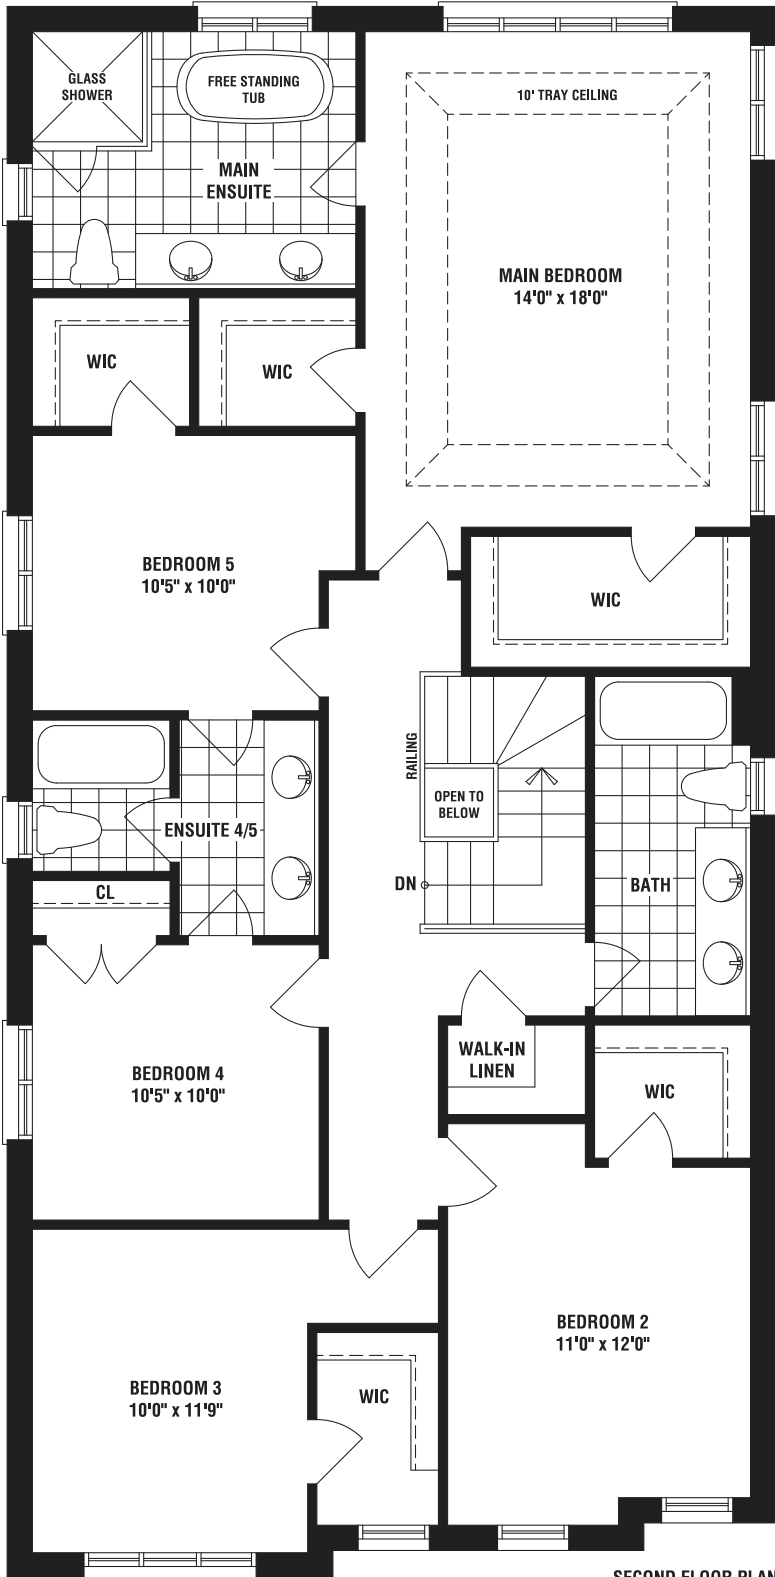 GLASS
SHOWER
FREE STANDING
TUB
10' TRAY CEILING
MAIN
ENSUITE
MAIN BEDROOM
14'0" x 18'0"
WIC
WIC
BEDROOM 5
10'5" x 10'0"
WIC
RAILING
OPEN TO
BELOW
ENSUITE 4/5
DN
BATH
CL
WALK-IN
LINEN
BEDROOM 4
10'5" x 10'0"
WIC
BEDROOM 2
11'0" x 12'0"
BEDROOM 3
10'0" x 11'9"
WIC
SECOND FLOOR PLAN